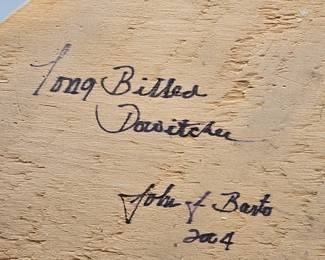 Long Billed
Dowitcher
John J Barto
2004